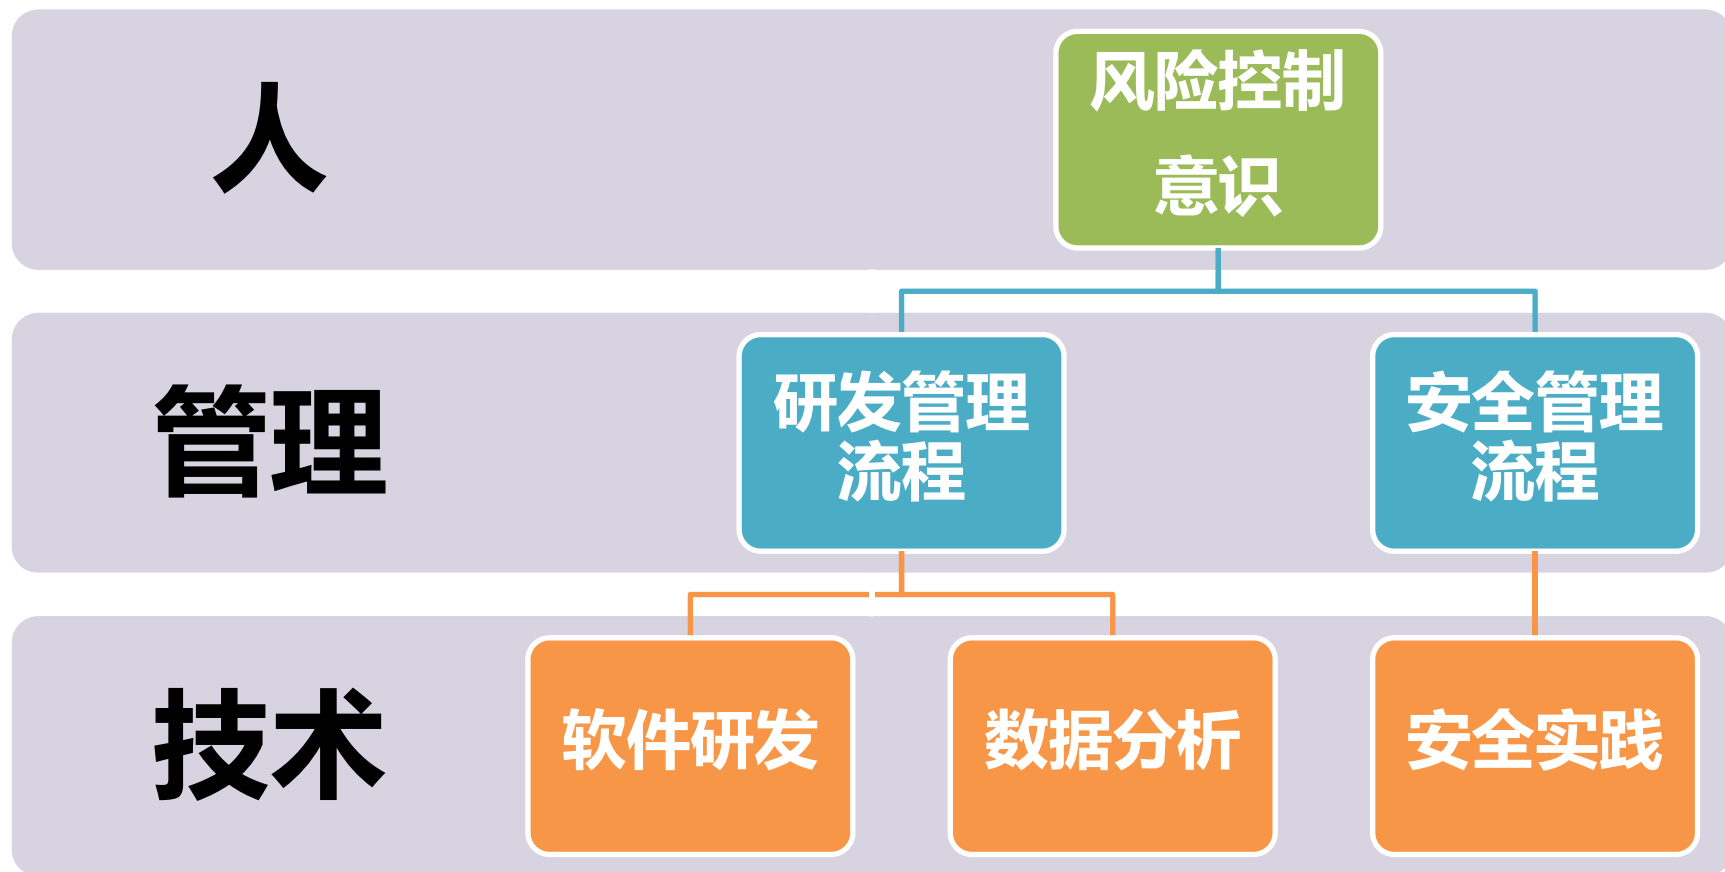 人
风险控制
意识
管理
研发管理
流程
安全管理
流程
技术
软件研发
数据分析
安全实践